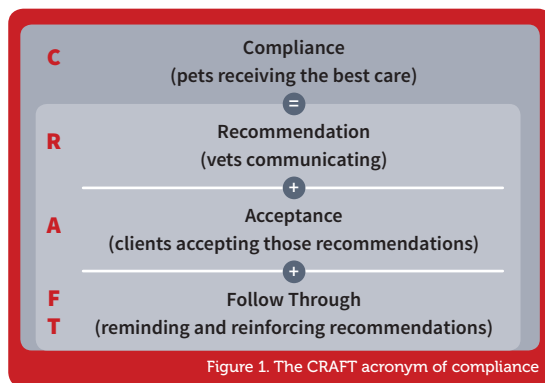 C
Compliance
(pets receiving the best care)
=
R
Recommendation
(vets communicating)
+
A
Acceptance
(clients accepting those recommendations)
+
F
Follow Through
T
(reminding and reinforcing recommendations)
Figure 1. The CRAFT acronym of compliance